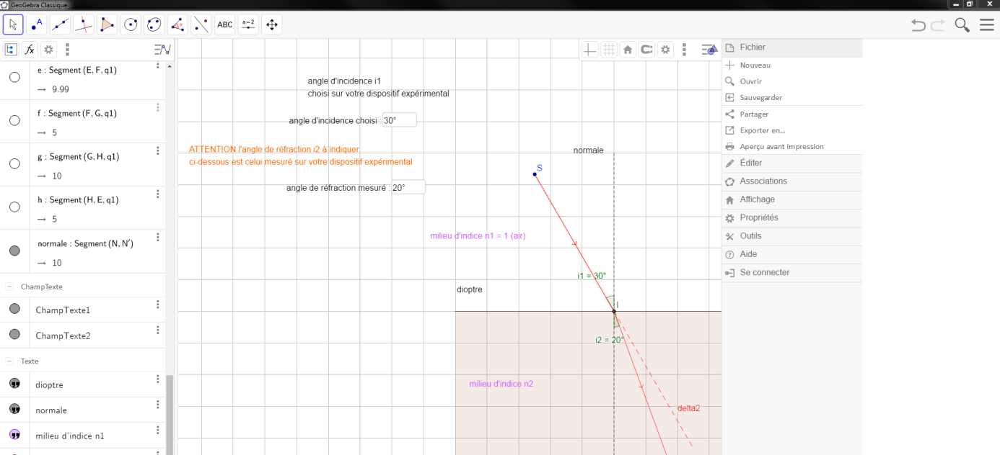 GeoGebra Classique
ABC
a=2
fx
e : Segment (E, F, q1)
→ 9.99
f : Segment (F, G, q1)
→ 5
g : Segment (G, H, q1)
→ 10
h : Segment (H, E, q1)
→ 5
normale : Segment (N, N′)
→ 10
ChampTexte
ChampTexte1
ChampTexte2
Texte
dioptre
normale
milieu d'indice n1
angle d'incidence i1
choisi sur votre dispositif expérimental
angle d'incidence choisi : 30°
ATTENTION l'angle de réfraction i2 à indiquer
ci-dessous est celui mesuré sur votre dispositif expérimental
angle de réfraction mesuré : 20°
normale
S
milieu d'indice n1 = 1 (air)
i1 = 30°
dioptre
I
i2 = 20°
milieu d'indice n2
delta2
Fichier
Nouveau
Ouvrir
Sauvegarder
Partager
Exporter en...
Aperçu avant impression
Éditer
Associations
Affichage
Propriétés
Outils
Aide
Se connecter